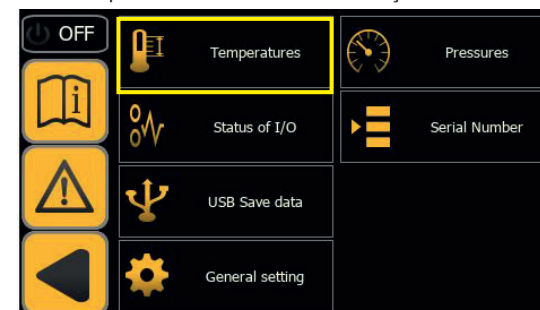 OFF
Temperatures
Pressures
i
Status of I/O
Serial Number
USB Save data
General setting